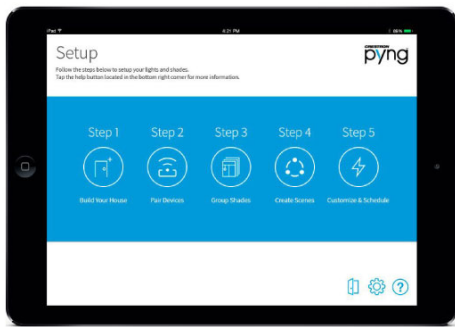 iPad
4:21 PM
86%
Setup
CRESTRON
pyng
Follow the steps below to setup your lights and shades.
Tap the help button located in the bottom right corner for more information.
Step 1 Step 2 Step 3 Step 4 Step 5
Build Your House Pair Devices Group Shades Create Scenes Customize & Schedule
?